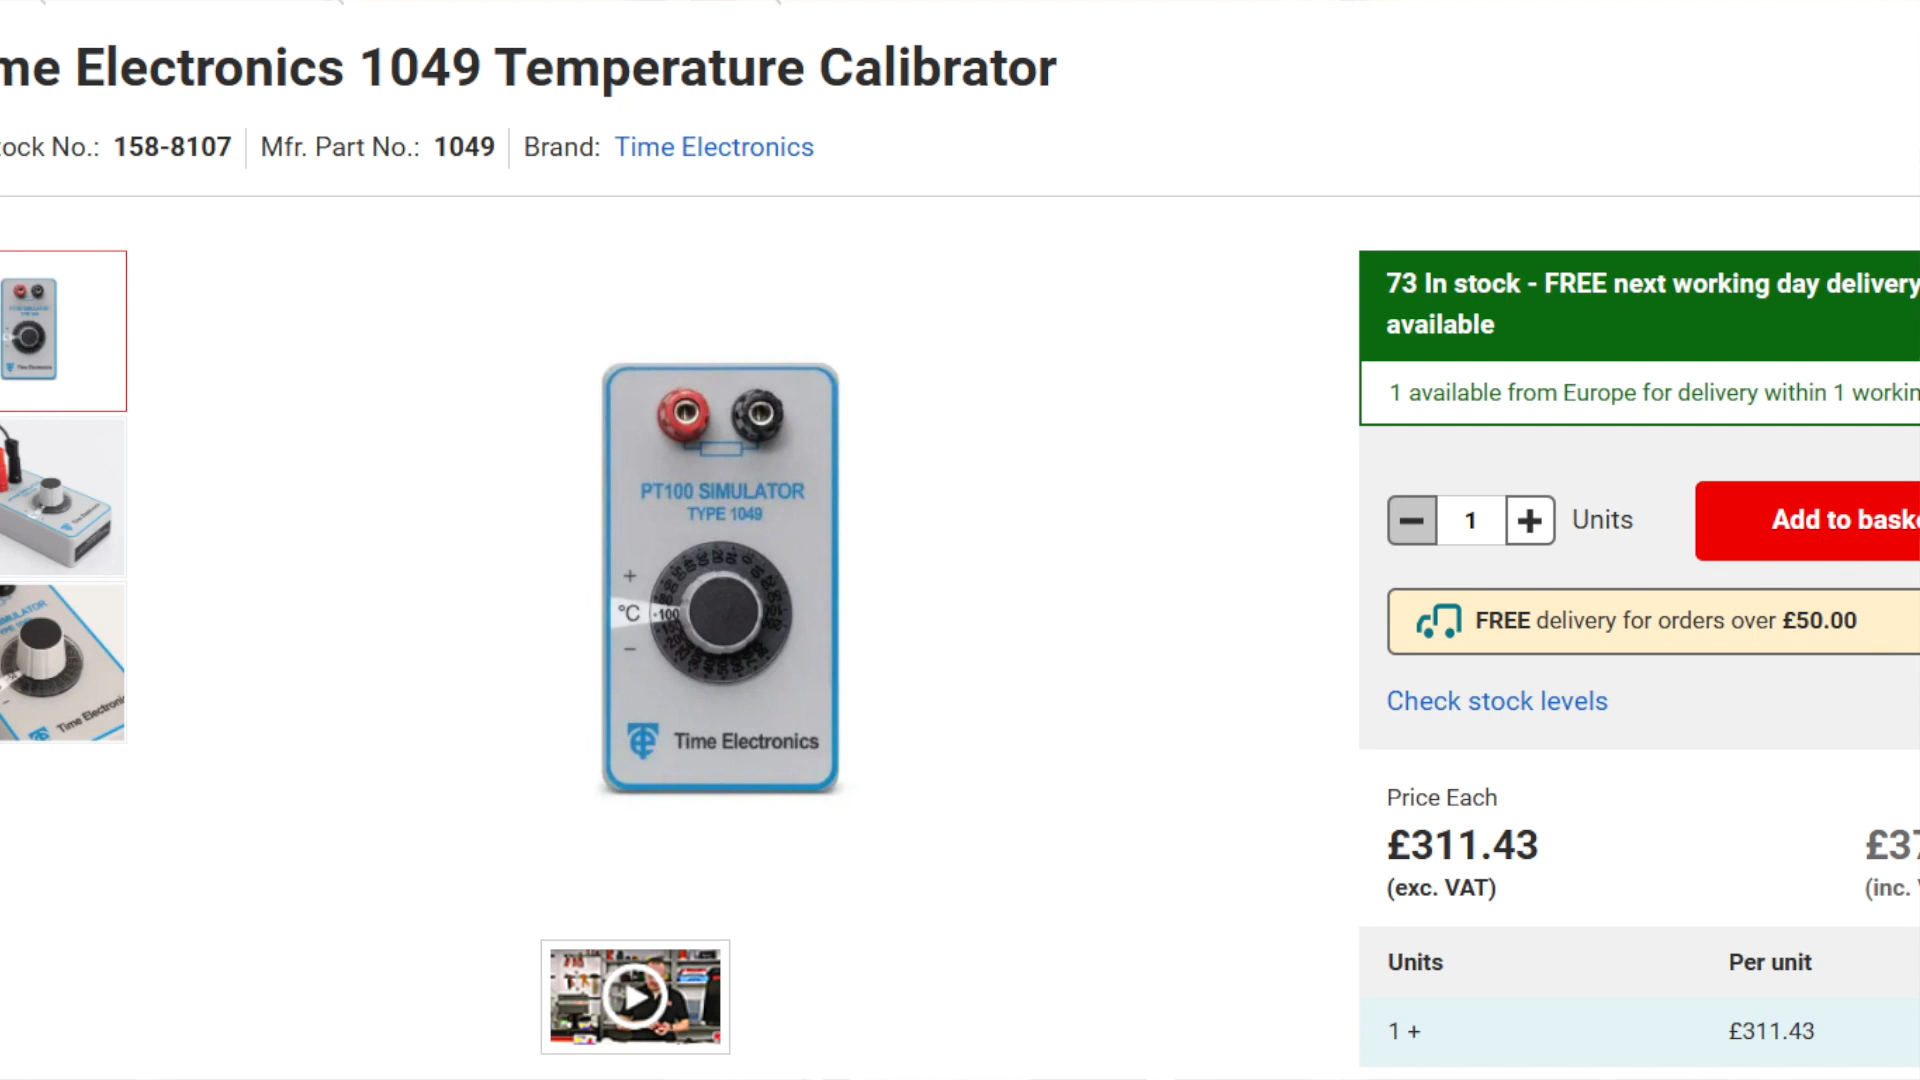 me Electronics 1049 Temperature Calibrator
tock No.: 158-8107 Mfr. Part No.: 1049 Brand: Time Electronics
73 In stock - FREE next working day delivery
available
1 available from Europe for delivery within 1 workin
PT100 SIMULATOR
TYPE 1049
+
°C -100
−
Time Electronics
− 1 + Units Add to baske
FREE delivery for orders over £50.00
Check stock levels
Price Each
£311.43 £37
(exc. VAT) (inc. V
Units Per unit
1 + £311.43